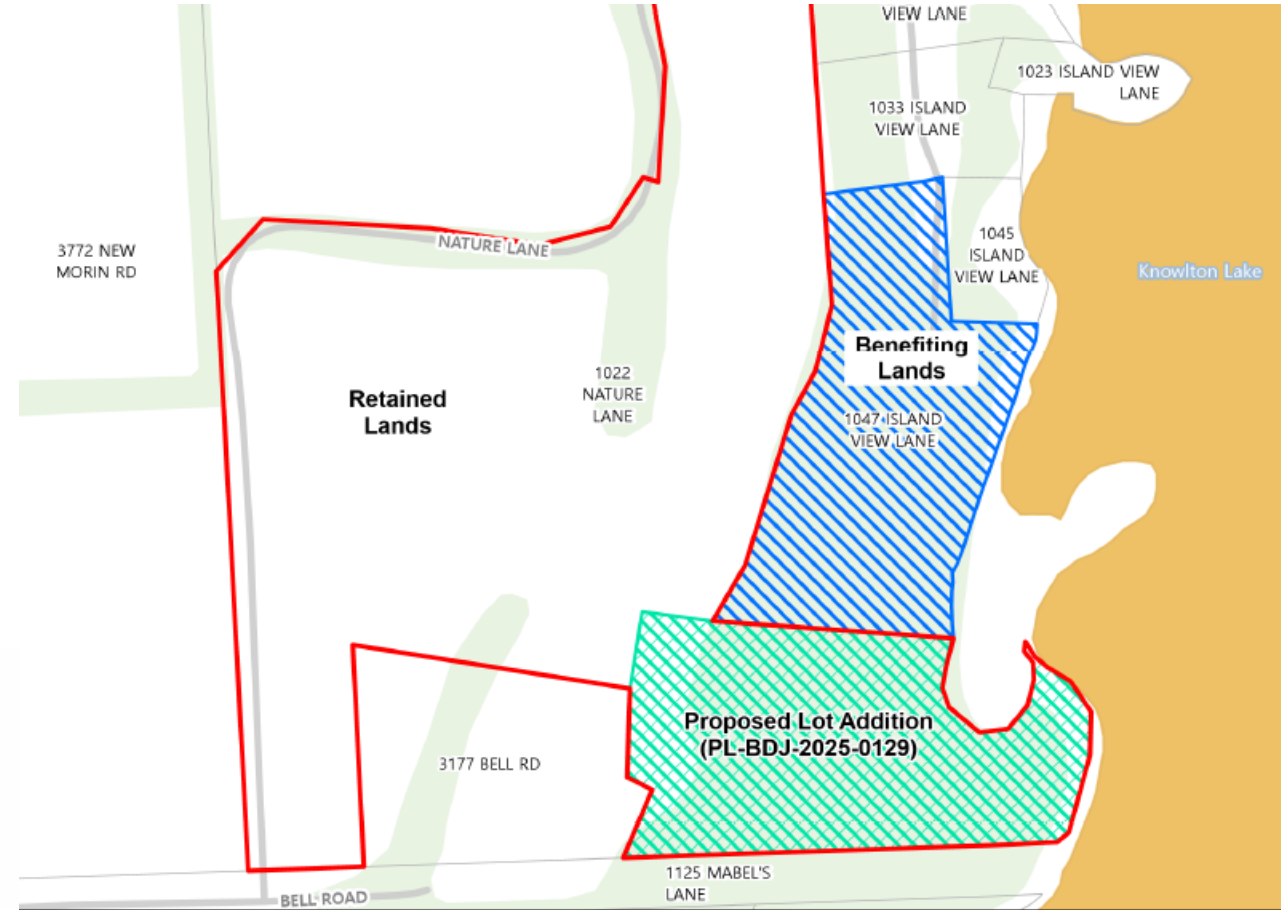 VIEW LANE
1023 ISLAND VIEW
LANE
1033 ISLAND
VIEW LANE
3772 NEW
MORIN RD
NATURE LANE
1045
ISLAND
VIEW LANE
Knowlton Lake
Benefiting
Lands
1022
NATURE
LANE
Retained
Lands
1047 ISLAND
VIEW LANE
Proposed Lot Addition
(PL-BDJ-2025-0129)
3177 BELL RD
1125 MABEL'S
LANE
BELL ROAD